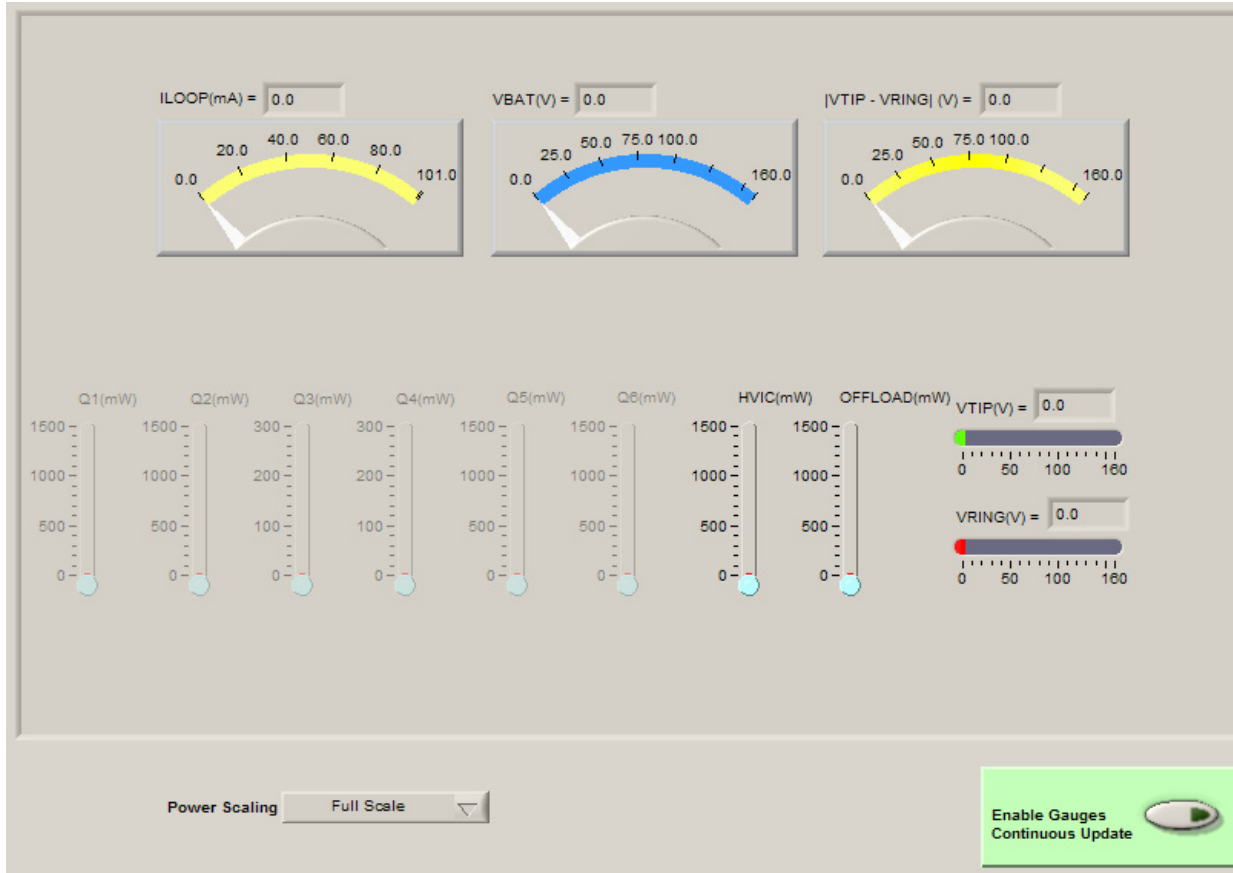 ILOOP(mA) = 0.0
VBAT(V) = 0.0
|VTIP - VRING| (V) = 0.0
0.0 20.0 40.0 60.0 80.0 101.0
0.0 25.0 50.0 75.0 100.0 160.0
0.0 25.0 50.0 75.0 100.0 160.0
Q1(mW) Q2(mW) Q3(mW) Q4(mW) Q5(mW) Q6(mW) HVIC(mW) OFFLOAD(mW)
1500 1500 300 300 1500 1500 1500 1500
1000 1000 200 200 1000 1000 1000 1000
500 500 100 100 500 500 500 500
0 0 0 0 0 0 0 0
VTIP(V) = 0.0
0 50 100 160
VRING(V) = 0.0
0 50 100 160
Power Scaling Full Scale
Enable Gauges
Continuous Update